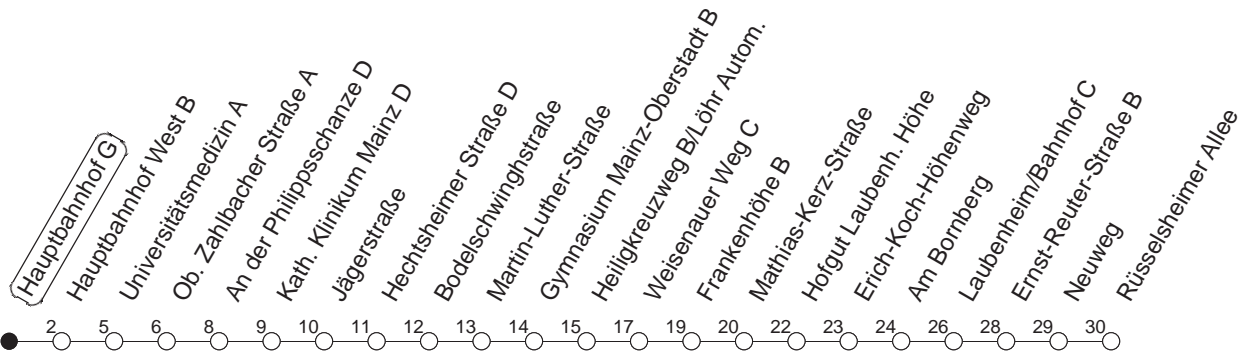 Hauptbahnhof G
Hauptbahnhof West B
Universitätsmedizin A
Ob. Zahlbacher Straße A
An der Philippsschanze D
Kath. Klinikum Mainz D
Jägerstraße
Hechtsheimer Straße D
Bodelschwinghstraße
Martin-Luther-Straße
Gymnasium Mainz-Oberstadt B
Heiligkreuzweg B/Löhr Autom.
Weisenauer Weg C
Frankenhöhe B
Mathias-Kerz-Straße
Hofgut Laubenh. Höhe
Erich-Koch-Höhenweg
Am Bornberg
Laubenheim/Bahnhof C
Ernst-Reuter-Straße B
Neuweg
Rüsselsheimer Allee
2 5 6 8 9 10 11 12 13 14 15 17 19 20 22 23 24 26 28 29 30